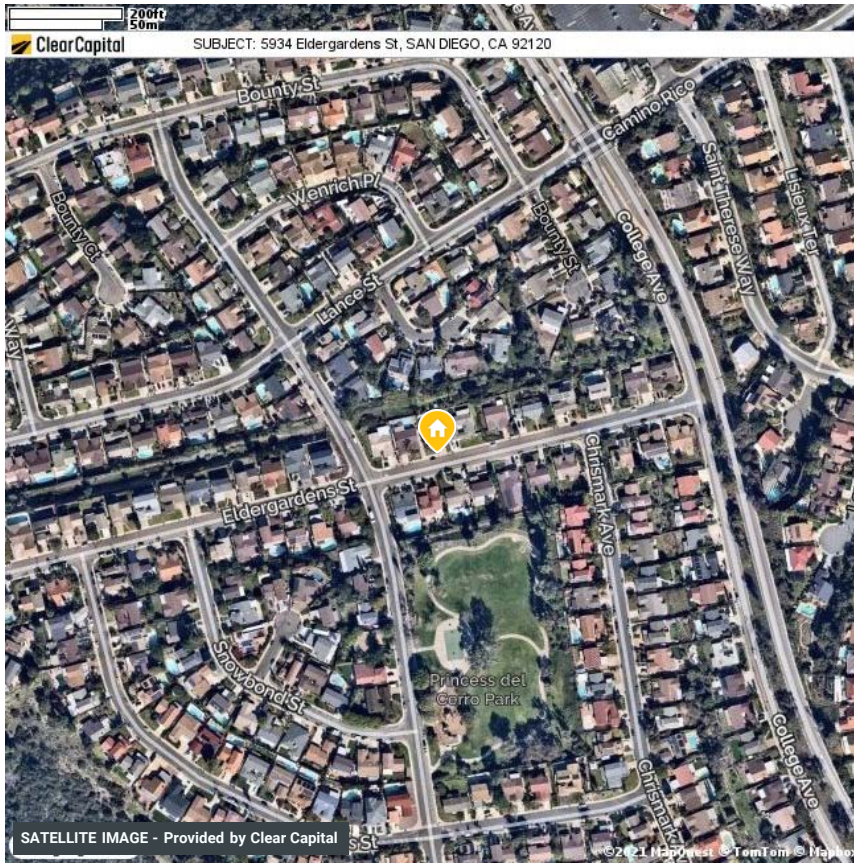 200ft
50m
ClearCapital
SUBJECT: 5934 Eldergardens St, SAN DIEGO, CA 92120
Bounty St
Camino Rico
Saint Therese Way
Lisieux Ter
Wenrich Pl
Bounty Ct
Bounty St
College Ave
Lance St
way
Eldergardens St
Chrismark Ave
Princess del
Corro Park
Snowbond St
College Ave
Chrismark
SATELLITE IMAGE - Provided by Clear Capital
s St
©2021 MapQuest © TomTom © Mapbox